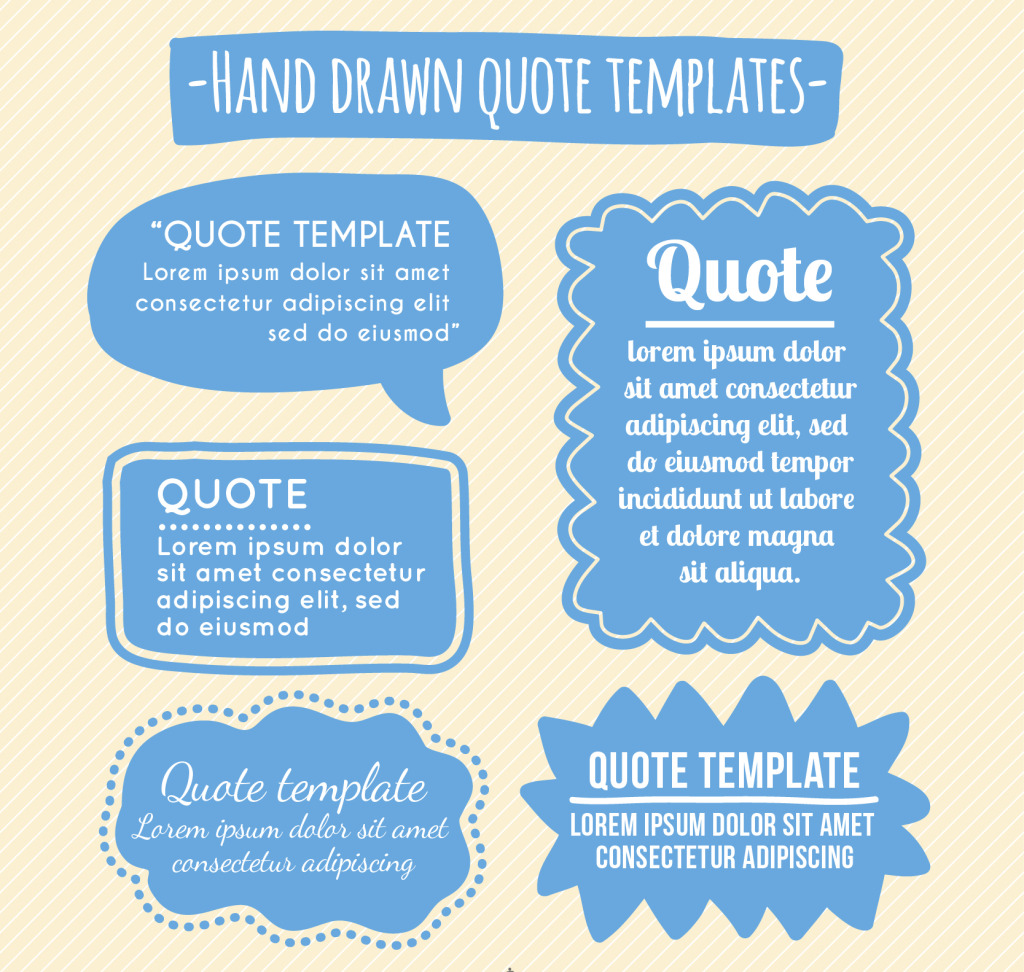 -HAND DRAWN QUOTE TEMPLATES-
“QUOTE TEMPLATE
Lorem ipsum dolor sit amet
consectetur adipiscing elit
sed do eiusmod”
Quote
lorem ipsum dolor
sit amet consectetur
adipiscing elit, sed
do eiusmod tempor
incididunt ut labore
et dolore magna
sit aliqua.
QUOTE
Lorem ipsum dolor
sit amet consectetur
adipiscing elit, sed
do eiusmod
Quote template
Lorem ipsum dolor sit amet
consectetur adipiscing
QUOTE TEMPLATE
LOREM IPSUM DOLOR SIT AMET
CONSECTETUR ADIPISCING